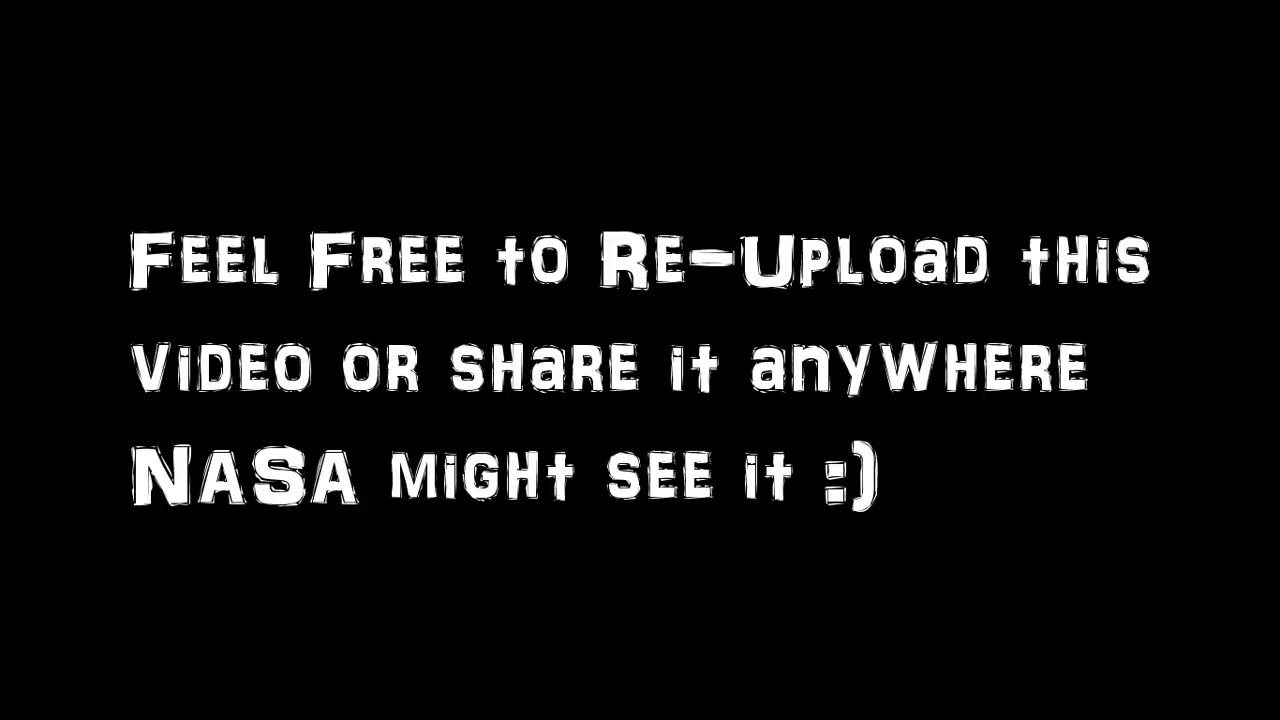 Feel Free to Re-Upload this
video or share it anywhere
NASA might see it :)